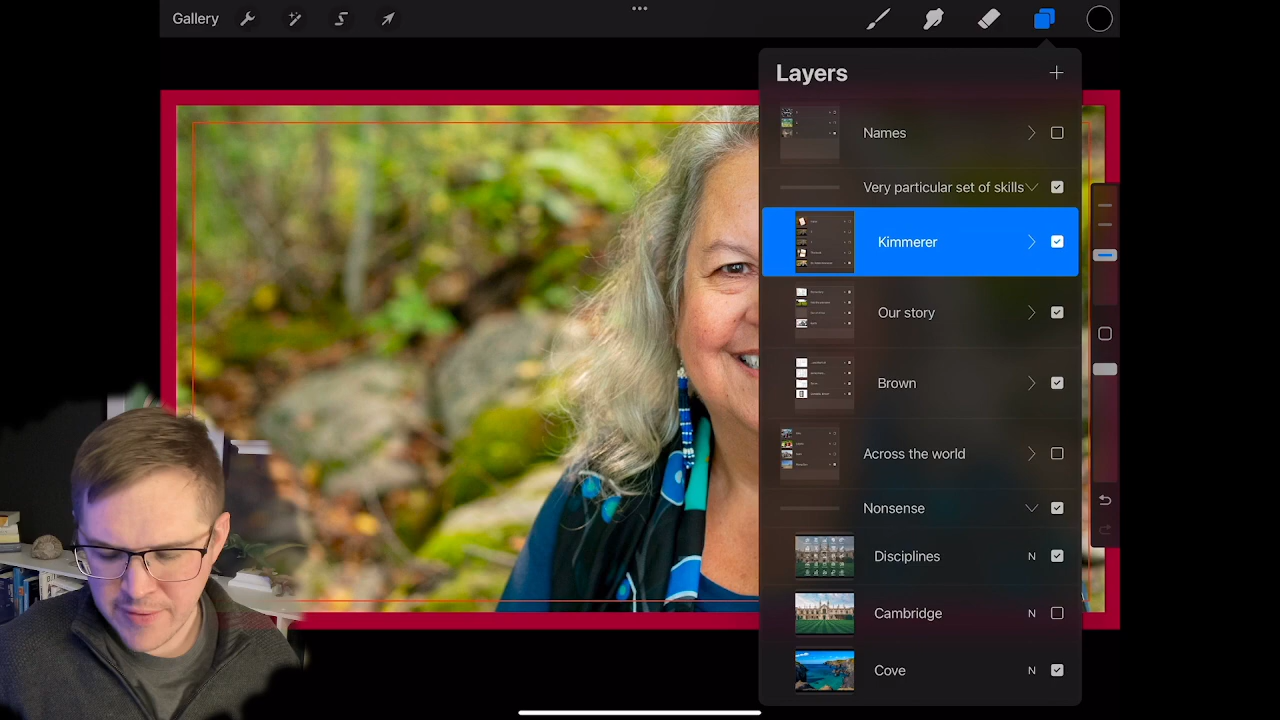 Gallery
Layers
Names
Very particular set of skills
Kimmerer
Our story
Brown
Across the world
Nonsense
Disciplines N
Cambridge N
Cove N